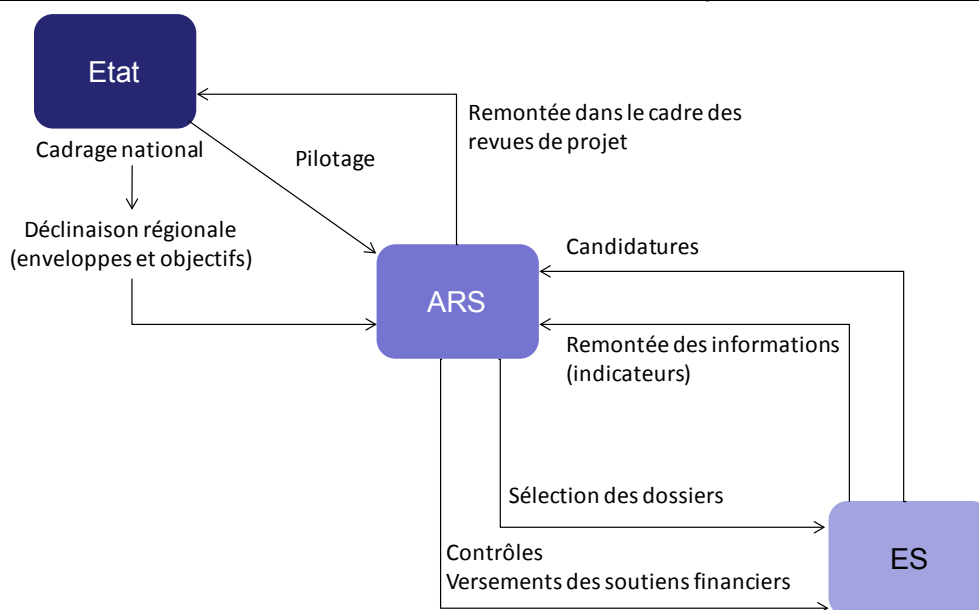 Etat
Cadrage national
Pilotage
Remontée dans le cadre des
revues de projet
Déclinaison régionale
(enveloppes et objectifs)
ARS
Candidatures
Remontée des informations
(indicateurs)
Sélection des dossiers
Contrôles
Versements des soutiens financiers
ES